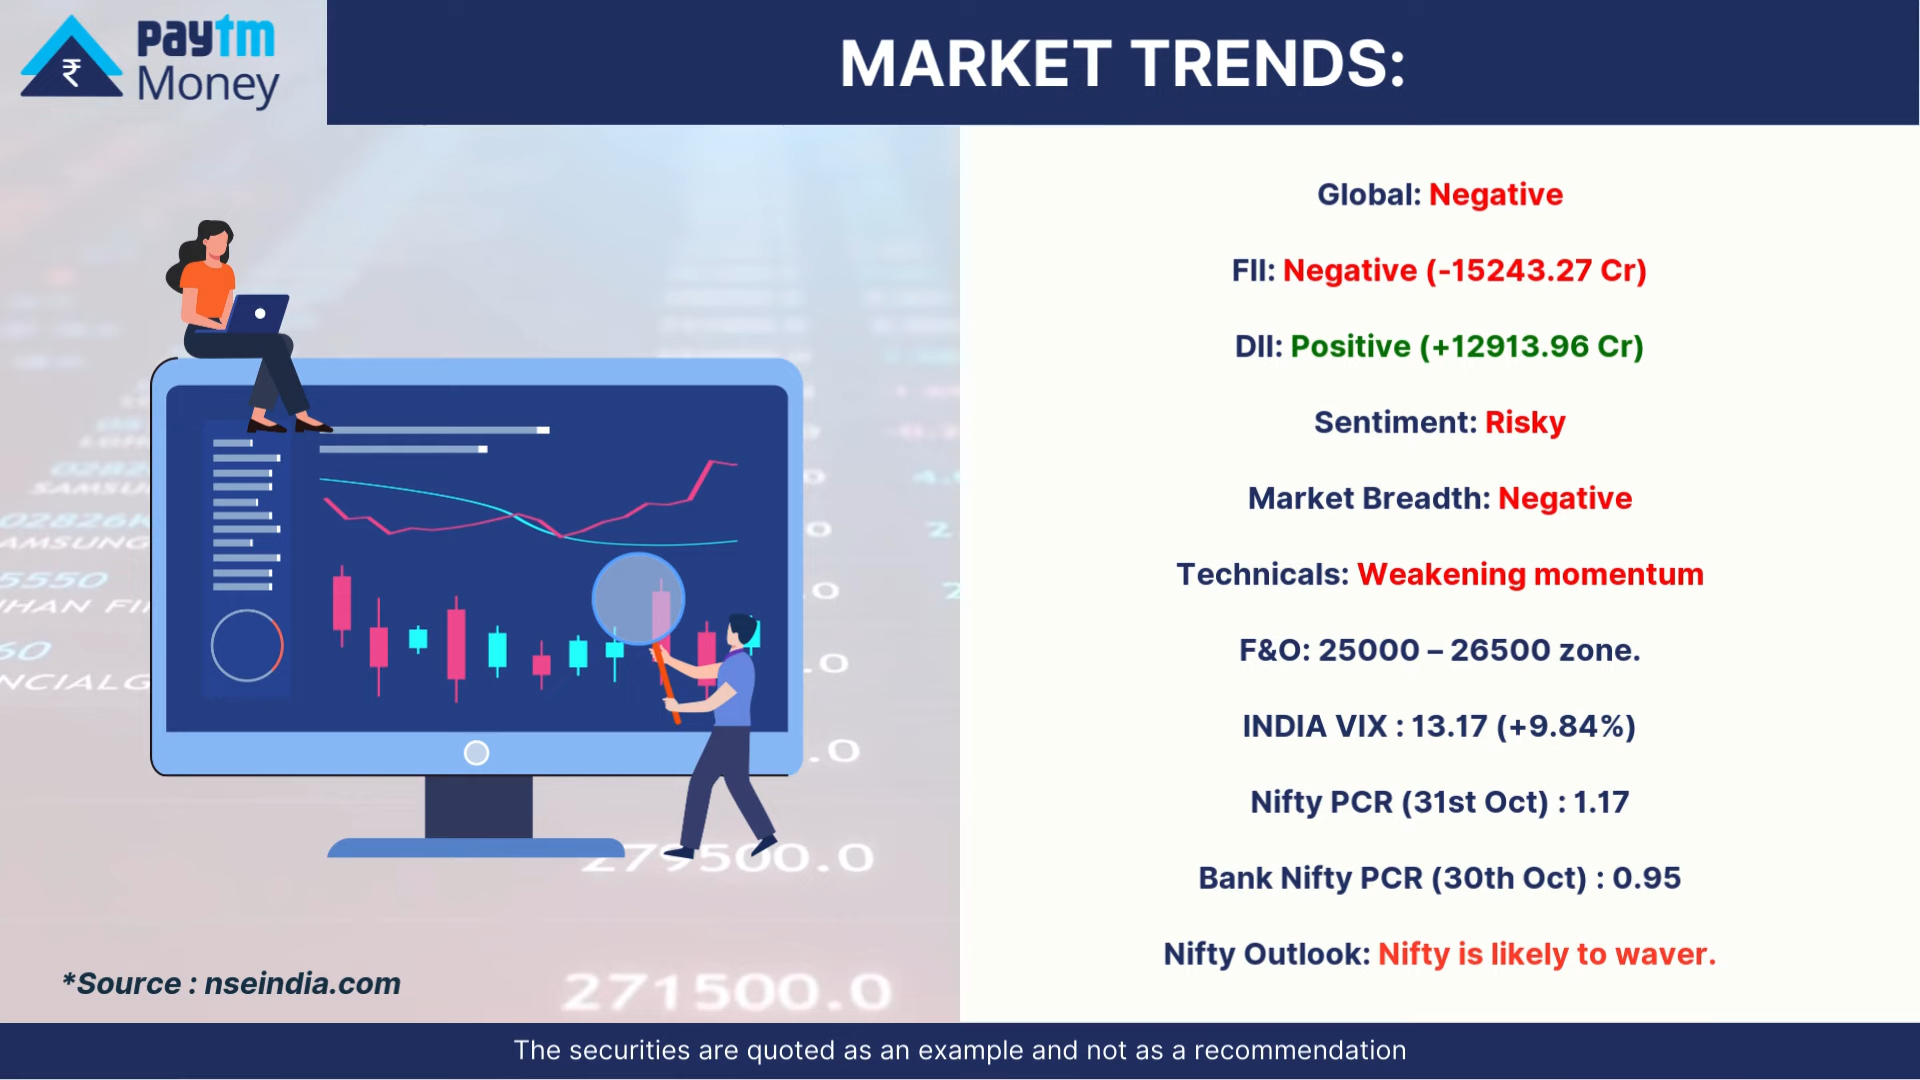 paytm
Money
MARKET TRENDS:
Global: Negative
FII: Negative (-15243.27 Cr)
DII: Positive (+12913.96 Cr)
Sentiment: Risky
Market Breadth: Negative
Technicals: Weakening momentum
F&O: 25000 – 26500 zone.
INDIA VIX : 13.17 (+9.84%)
Nifty PCR (31st Oct) : 1.17
Bank Nifty PCR (30th Oct) : 0.95
Nifty Outlook: Nifty is likely to waver.
5550
279500.0
*Source : nseindia.com
271500.0
The securities are quoted as an example and not as a recommendation